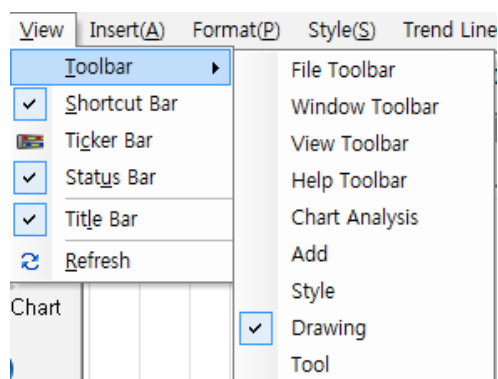 View Insert(A) Format(P) Style(S) Trend Line
Toolbar
Shortcut Bar
Ticker Bar
Status Bar
Title Bar
Refresh
Chart
File Toolbar
Window Toolbar
View Toolbar
Help Toolbar
Chart Analysis
Add
Style
Drawing
Tool